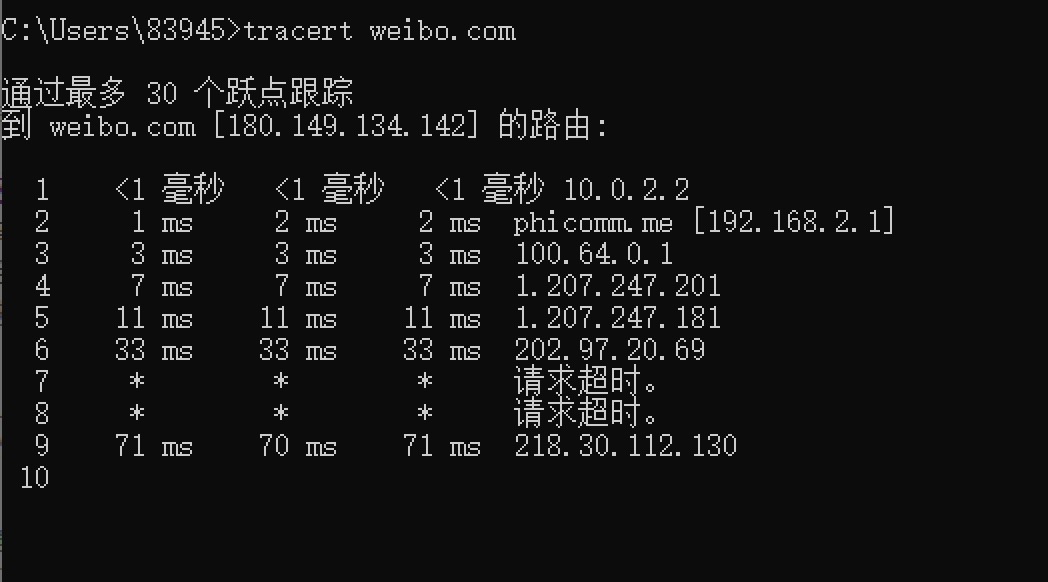 C:\Users\83945>tracert weibo.com
通过最多 30 个跃点跟踪
到 weibo.com [180.149.134.142] 的路由:
1 <1 毫秒 <1 毫秒 <1 毫秒 10.0.2.2
2 1 ms 2 ms 2 ms phicomm.me [192.168.2.1]
3 3 ms 3 ms 3 ms 100.64.0.1
4 7 ms 7 ms 7 ms 1.207.247.201
5 11 ms 11 ms 11 ms 1.207.247.181
6 33 ms 33 ms 33 ms 202.97.20.69
7 * * * 请求超时。
8 * * * 请求超时。
9 71 ms 70 ms 71 ms 218.30.112.130
10